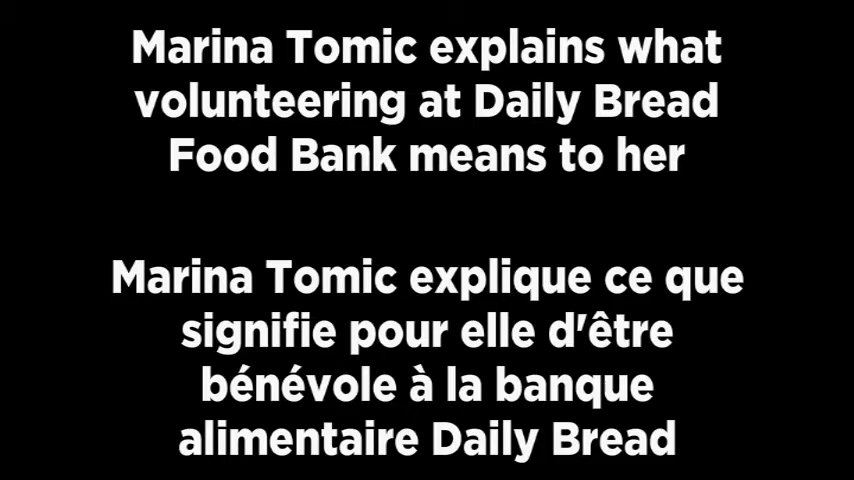 Marina Tomic explains what
volunteering at Daily Bread
Food Bank means to her
Marina Tomic explique ce que
signifie pour elle d'être
bénévole à la banque
alimentaire Daily Bread